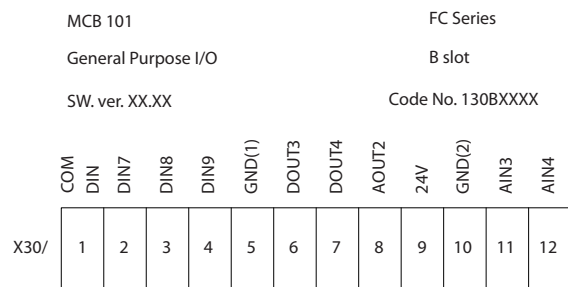 MCB 101
FC Series
General Purpose I/O
B slot
SW. ver. XX.XX
Code No. 130BXXXX
COM DIN
DIN7
DIN8
DIN9
GND(1)
DOUT3
DOUT4
AOUT2
24V
GND(2)
AIN3
AIN4
X30/ 1 2 3 4 5 6 7 8 9 10 11 12